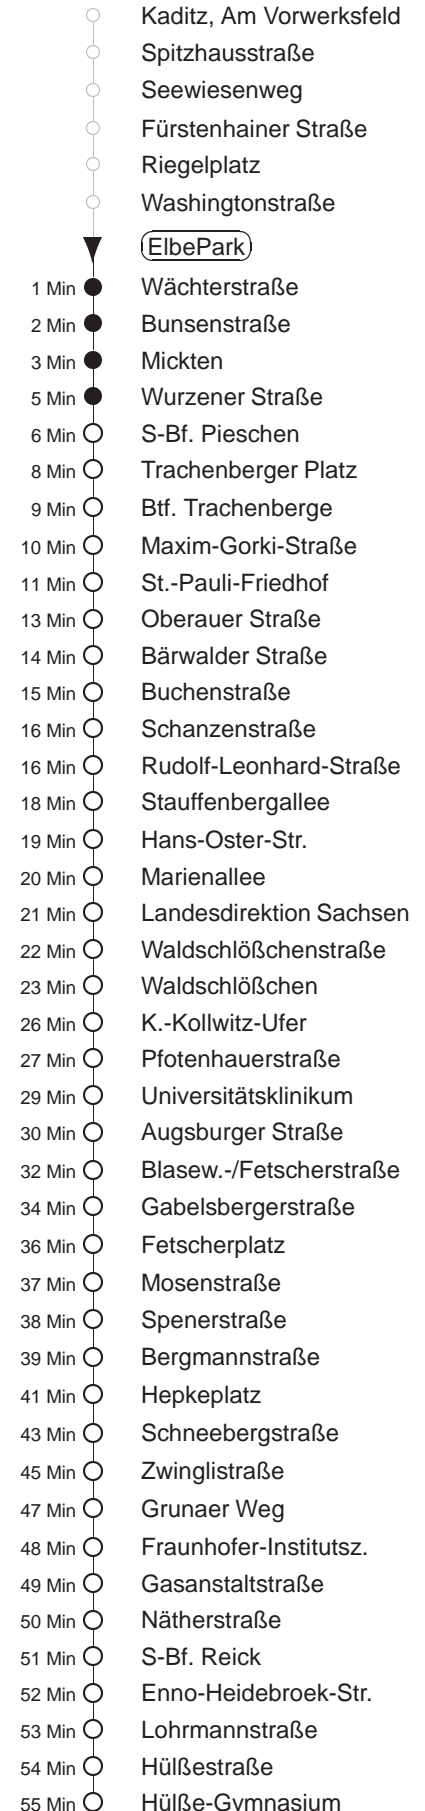 Kaditz, Am Vorwerksfeld
Spitzhausstraße
Seewiesenweg
Fürstenhainer Straße
Riegelplatz
Washingtonstraße
ElbePark
1 Min Wächterstraße
2 Min Bunsenstraße
3 Min Mickten
5 Min Wurzener Straße
6 Min S-Bf. Pieschen
8 Min Trachenberger Platz
9 Min Btf. Trachenberge
10 Min Maxim-Gorki-Straße
11 Min St.-Pauli-Friedhof
13 Min Oberauer Straße
14 Min Bärwalder Straße
15 Min Buchenstraße
16 Min Schanzenstraße
16 Min Rudolf-Leonhard-Straße
18 Min Stauffenbergallee
19 Min Hans-Oster-Str.
20 Min Marienallee
21 Min Landesdirektion Sachsen
22 Min Waldschlößchenstraße
23 Min Waldschlößchen
26 Min K.-Kollwitz-Ufer
27 Min Pfotenhauerstraße
29 Min Universitätsklinikum
30 Min Augsburger Straße
32 Min Blasew.-/Fetscherstraße
34 Min Gabelsbergerstraße
36 Min Fetscherplatz
37 Min Mosenstraße
38 Min Spenerstraße
39 Min Bergmannstraße
41 Min Hepkeplatz
43 Min Schneebergstraße
45 Min Zwinglistraße
47 Min Grunaer Weg
48 Min Fraunhofer-Institutsz.
49 Min Gasanstaltstraße
50 Min Nätherstraße
51 Min S-Bf. Reick
52 Min Enno-Heidebroek-Str.
53 Min Lohrmannstraße
54 Min Hülßestraße
55 Min Hülße-Gymnasium